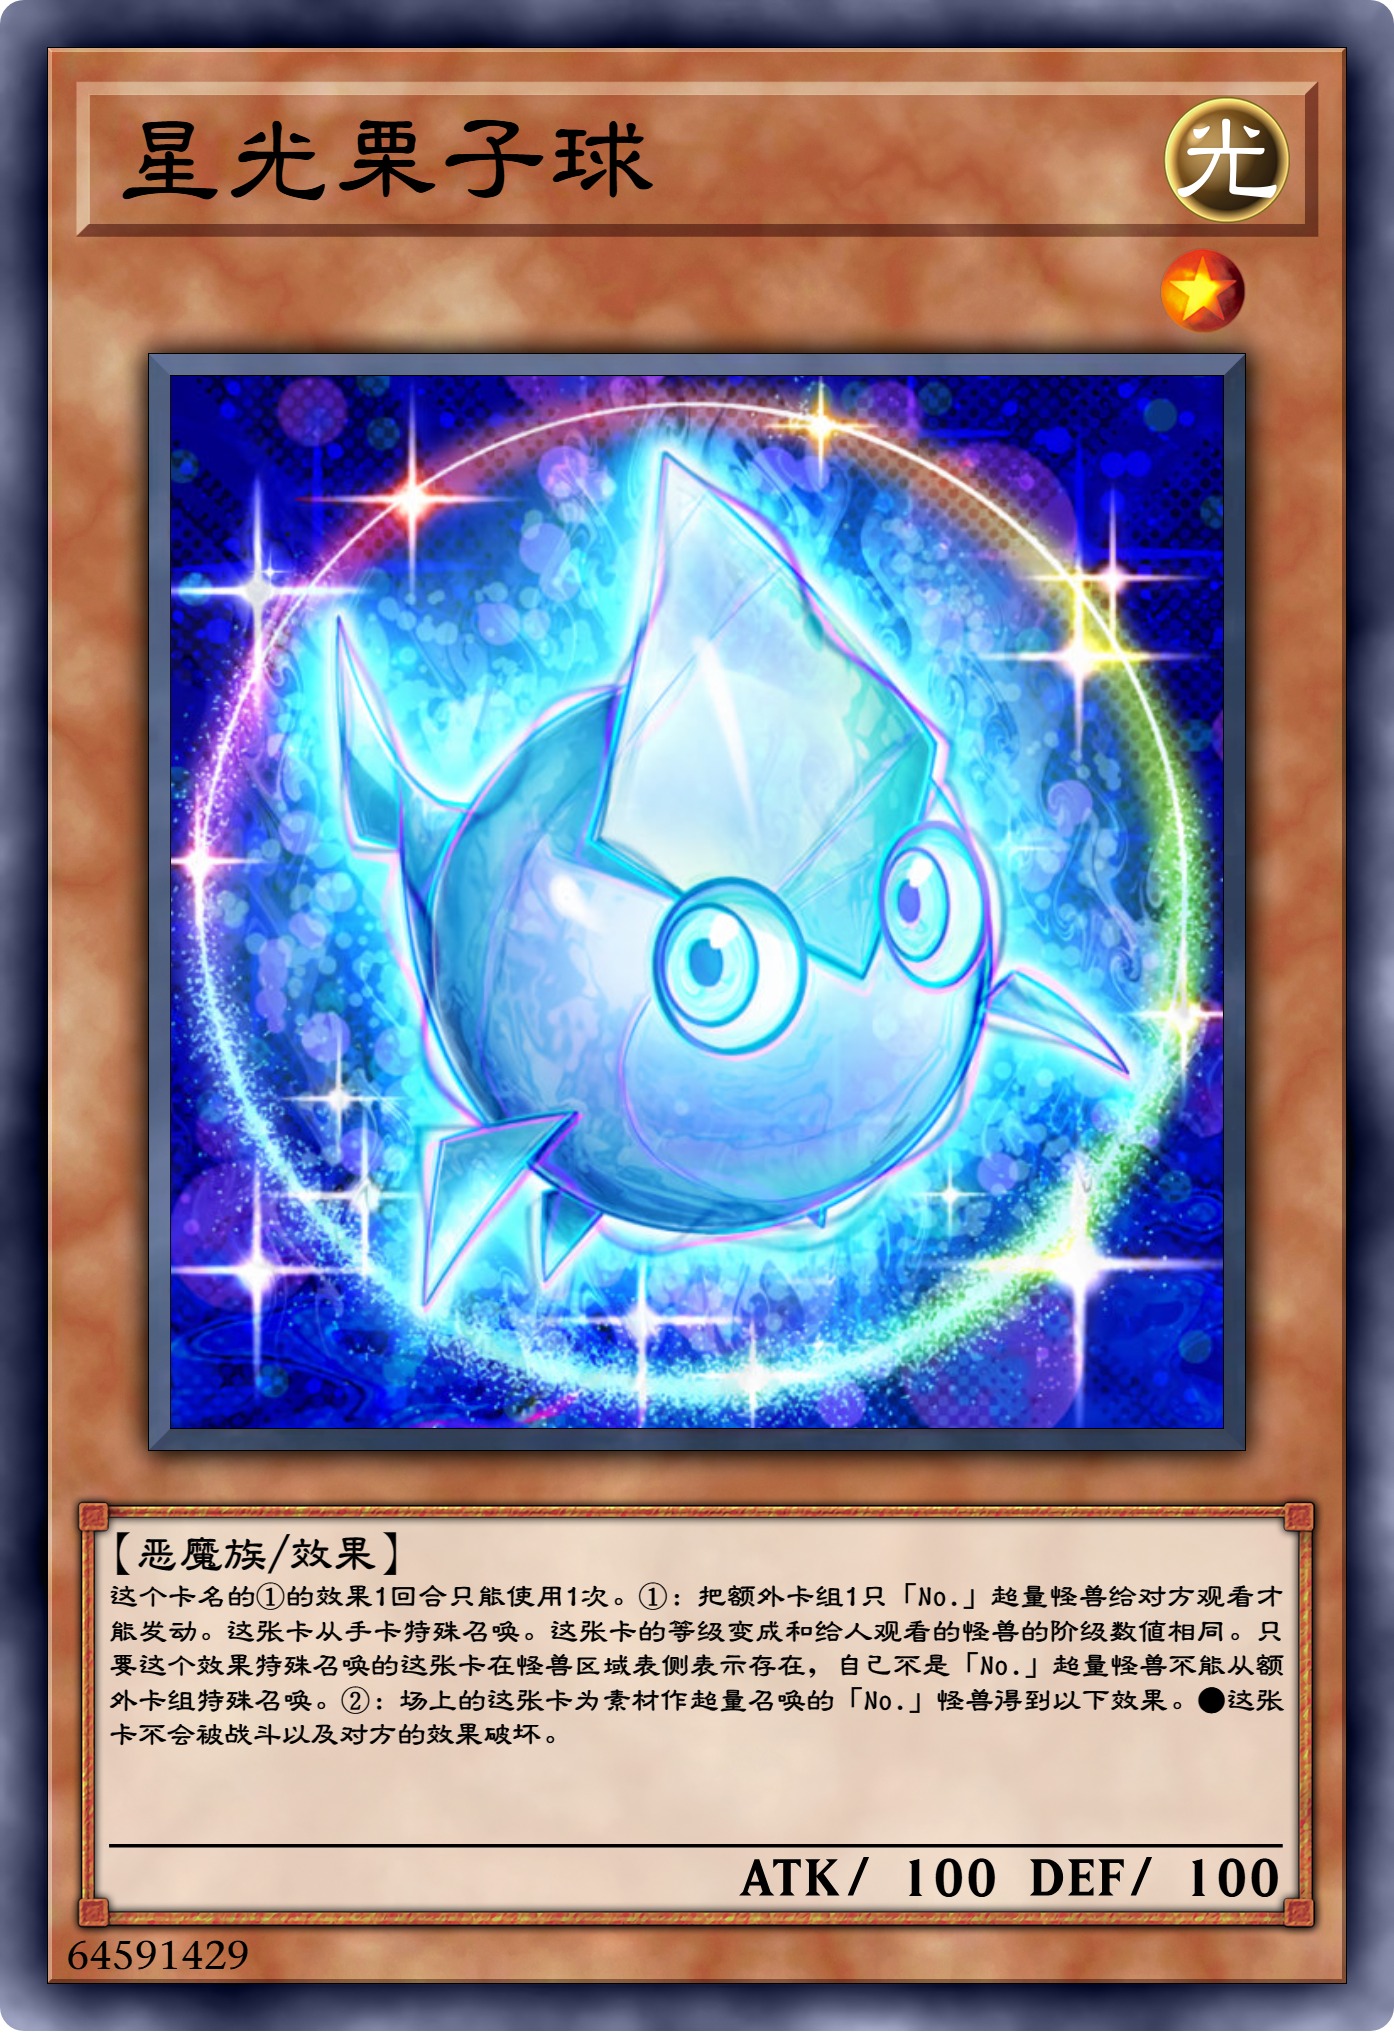 星光栗子球
光
【恶魔族/效果】
这个卡名的①的效果1回合只能使用1次。①：把额外卡组1只「No.」超量怪兽给对方观看才
能发动。这张卡从手卡特殊召唤。这张卡的等级变成和给人观看的怪兽的阶级数值相同。只
要这个效果特殊召唤的这张卡在怪兽区域表侧表示存在，自己不是「No.」超量怪兽不能从额
外卡组特殊召唤。②：场上的这张卡为素材作超量召唤的「No.」怪兽得到以下效果。●这张
卡不会被战斗以及对方的效果破坏。
ATK/ 100 DEF/ 100
64591429